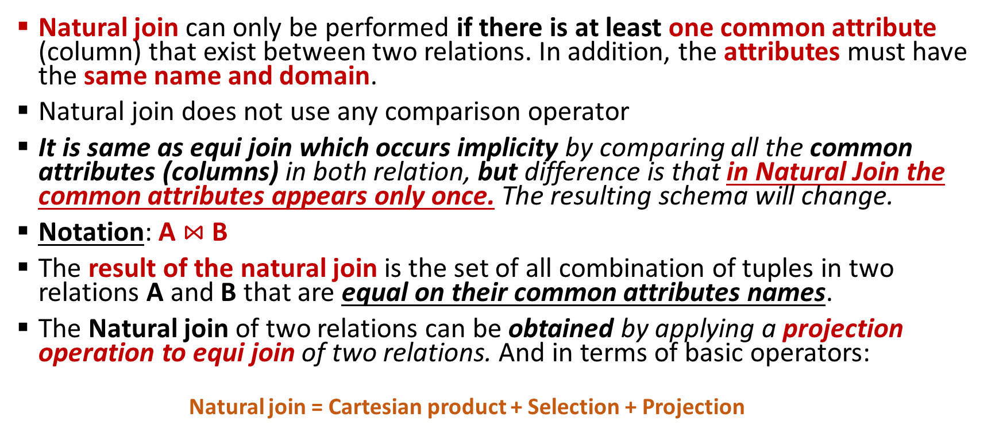 ▪ Natural join can only be performed if there is at least one common attribute
(column) that exist between two relations. In addition, the attributes must have
the same name and domain.
▪ Natural join does not use any comparison operator
▪ It is same as equi join which occurs implicity by comparing all the common
attributes (columns) in both relation, but difference is that in Natural Join the
common attributes appears only once. The resulting schema will change.
▪ Notation: A ⋈ B
▪ The result of the natural join is the set of all combination of tuples in two
relations A and B that are equal on their common attributes names.
▪ The Natural join of two relations can be obtained by applying a projection
operation to equi join of two relations. And in terms of basic operators:
Natural join = Cartesian product + Selection + Projection